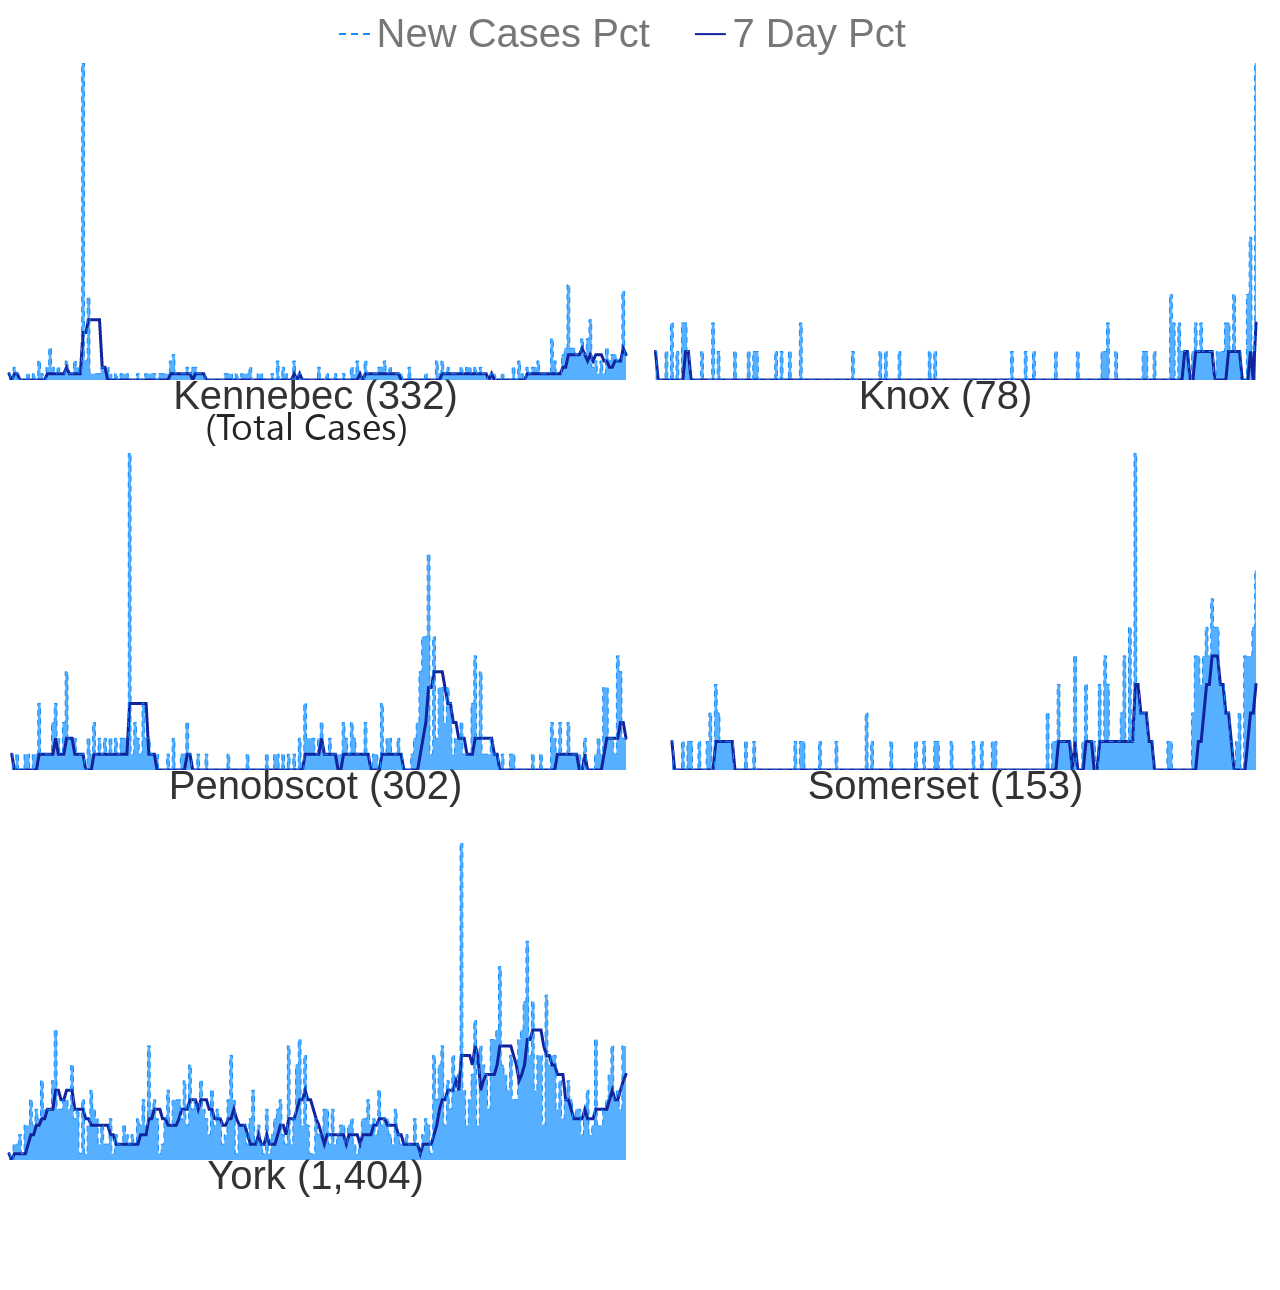 New Cases Pct 7 Day Pct
Kennebec (332)
(Total Cases)
Knox (78)
Penobscot (302)
Somerset (153)
York (1,404)